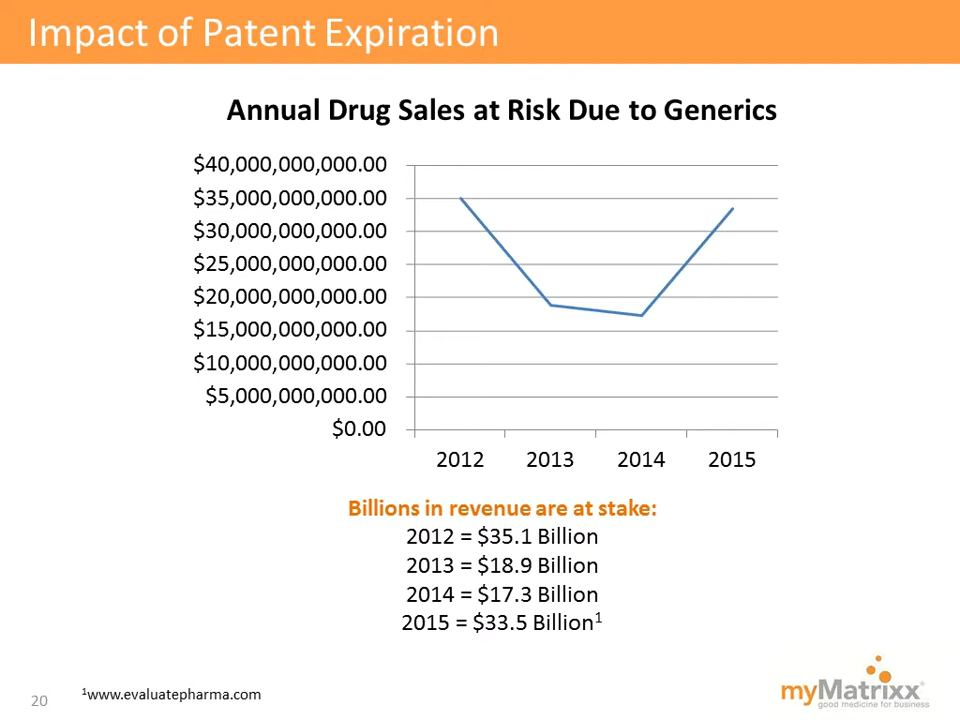 Impact of Patent Expiration
Annual Drug Sales at Risk Due to Generics
$40,000,000,000.00
$35,000,000,000.00
$30,000,000,000.00
$25,000,000,000.00
$20,000,000,000.00
$15,000,000,000.00
$10,000,000,000.00
$5,000,000,000.00
$0.00
2012 2013 2014 2015
Billions in revenue are at stake:
2012 = $35.1 Billion
2013 = $18.9 Billion
2014 = $17.3 Billion
2015 = $33.5 Billion¹
20
¹www.evaluatepharma.com
myMatrixx®
good medicine for business